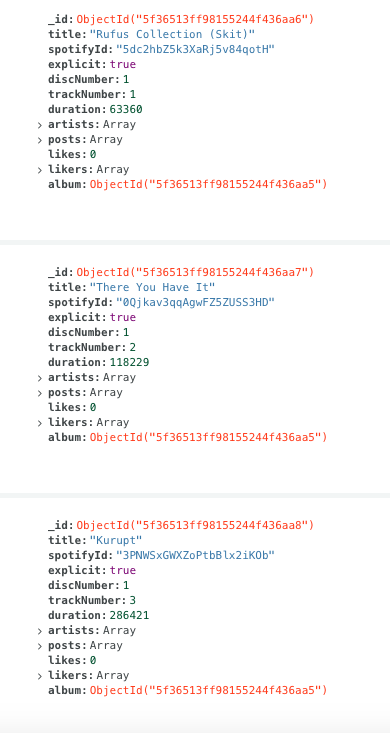 _id: ObjectId("5f36513ff98155244f436aa6")
title: "Rufus Collection (Skit)"
spotifyId: "5dc2hbZ5k3XaRj5v84qotH"
explicit: true
discNumber: 1
trackNumber: 1
duration: 63360
> artists: Array
> posts: Array
likes: 0
> likers: Array
album: ObjectId("5f36513ff98155244f436aa5")
_id: ObjectId("5f36513ff98155244f436aa7")
title: "There You Have It"
spotifyId: "0Qjkav3qqAgwFZ5ZUSS3HD"
explicit: true
discNumber: 1
trackNumber: 2
duration: 118229
> artists: Array
> posts: Array
likes: 0
> likers: Array
album: ObjectId("5f36513ff98155244f436aa5")
_id: ObjectId("5f36513ff98155244f436aa8")
title: "Kurupt"
spotifyId: "3PNWSxGWXZoPtbBlx2iKOb"
explicit: true
discNumber: 1
trackNumber: 3
duration: 286421
> artists: Array
> posts: Array
likes: 0
> likers: Array
album: ObjectId("5f36513ff98155244f436aa5")